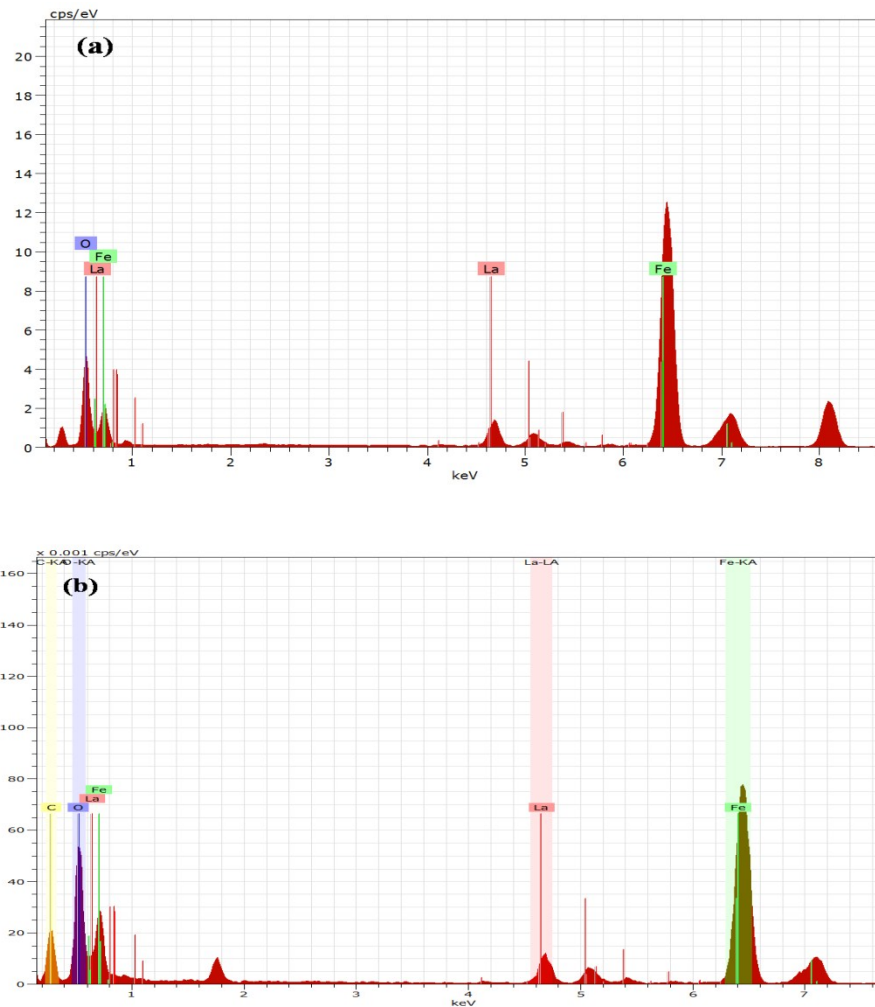 cps/eV
(a)
20
18
16
14
12
10
8
6
4
2
0
O
Fe
La
La
Fe
1 2 3 4 5 6 7 8
keV
x 0.001 cps/eV
C-KA O-KA La-LA Fe-KA
(b)
160
140
120
100
80
60
40
20
0
Fe
La
C O La Fe
1 2 3 4 5 6 7
keV